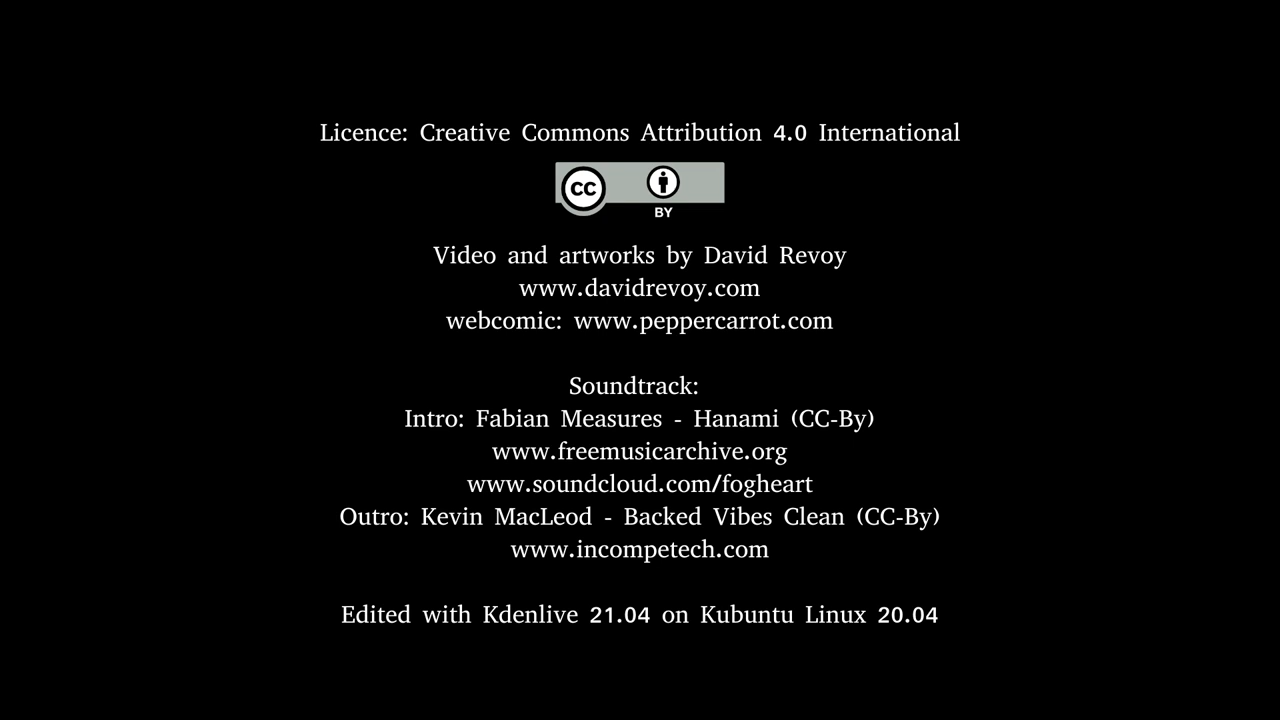 Licence: Creative Commons Attribution 4.0 International
CC
BY
Video and artworks by David Revoy
www.davidrevoy.com
webcomic: www.peppercarrot.com
Soundtrack:
Intro: Fabian Measures - Hanami (CC-By)
www.freemusicarchive.org
www.soundcloud.com/fogheart
Outro: Kevin MacLeod - Backed Vibes Clean (CC-By)
www.incompetech.com
Edited with Kdenlive 21.04 on Kubuntu Linux 20.04